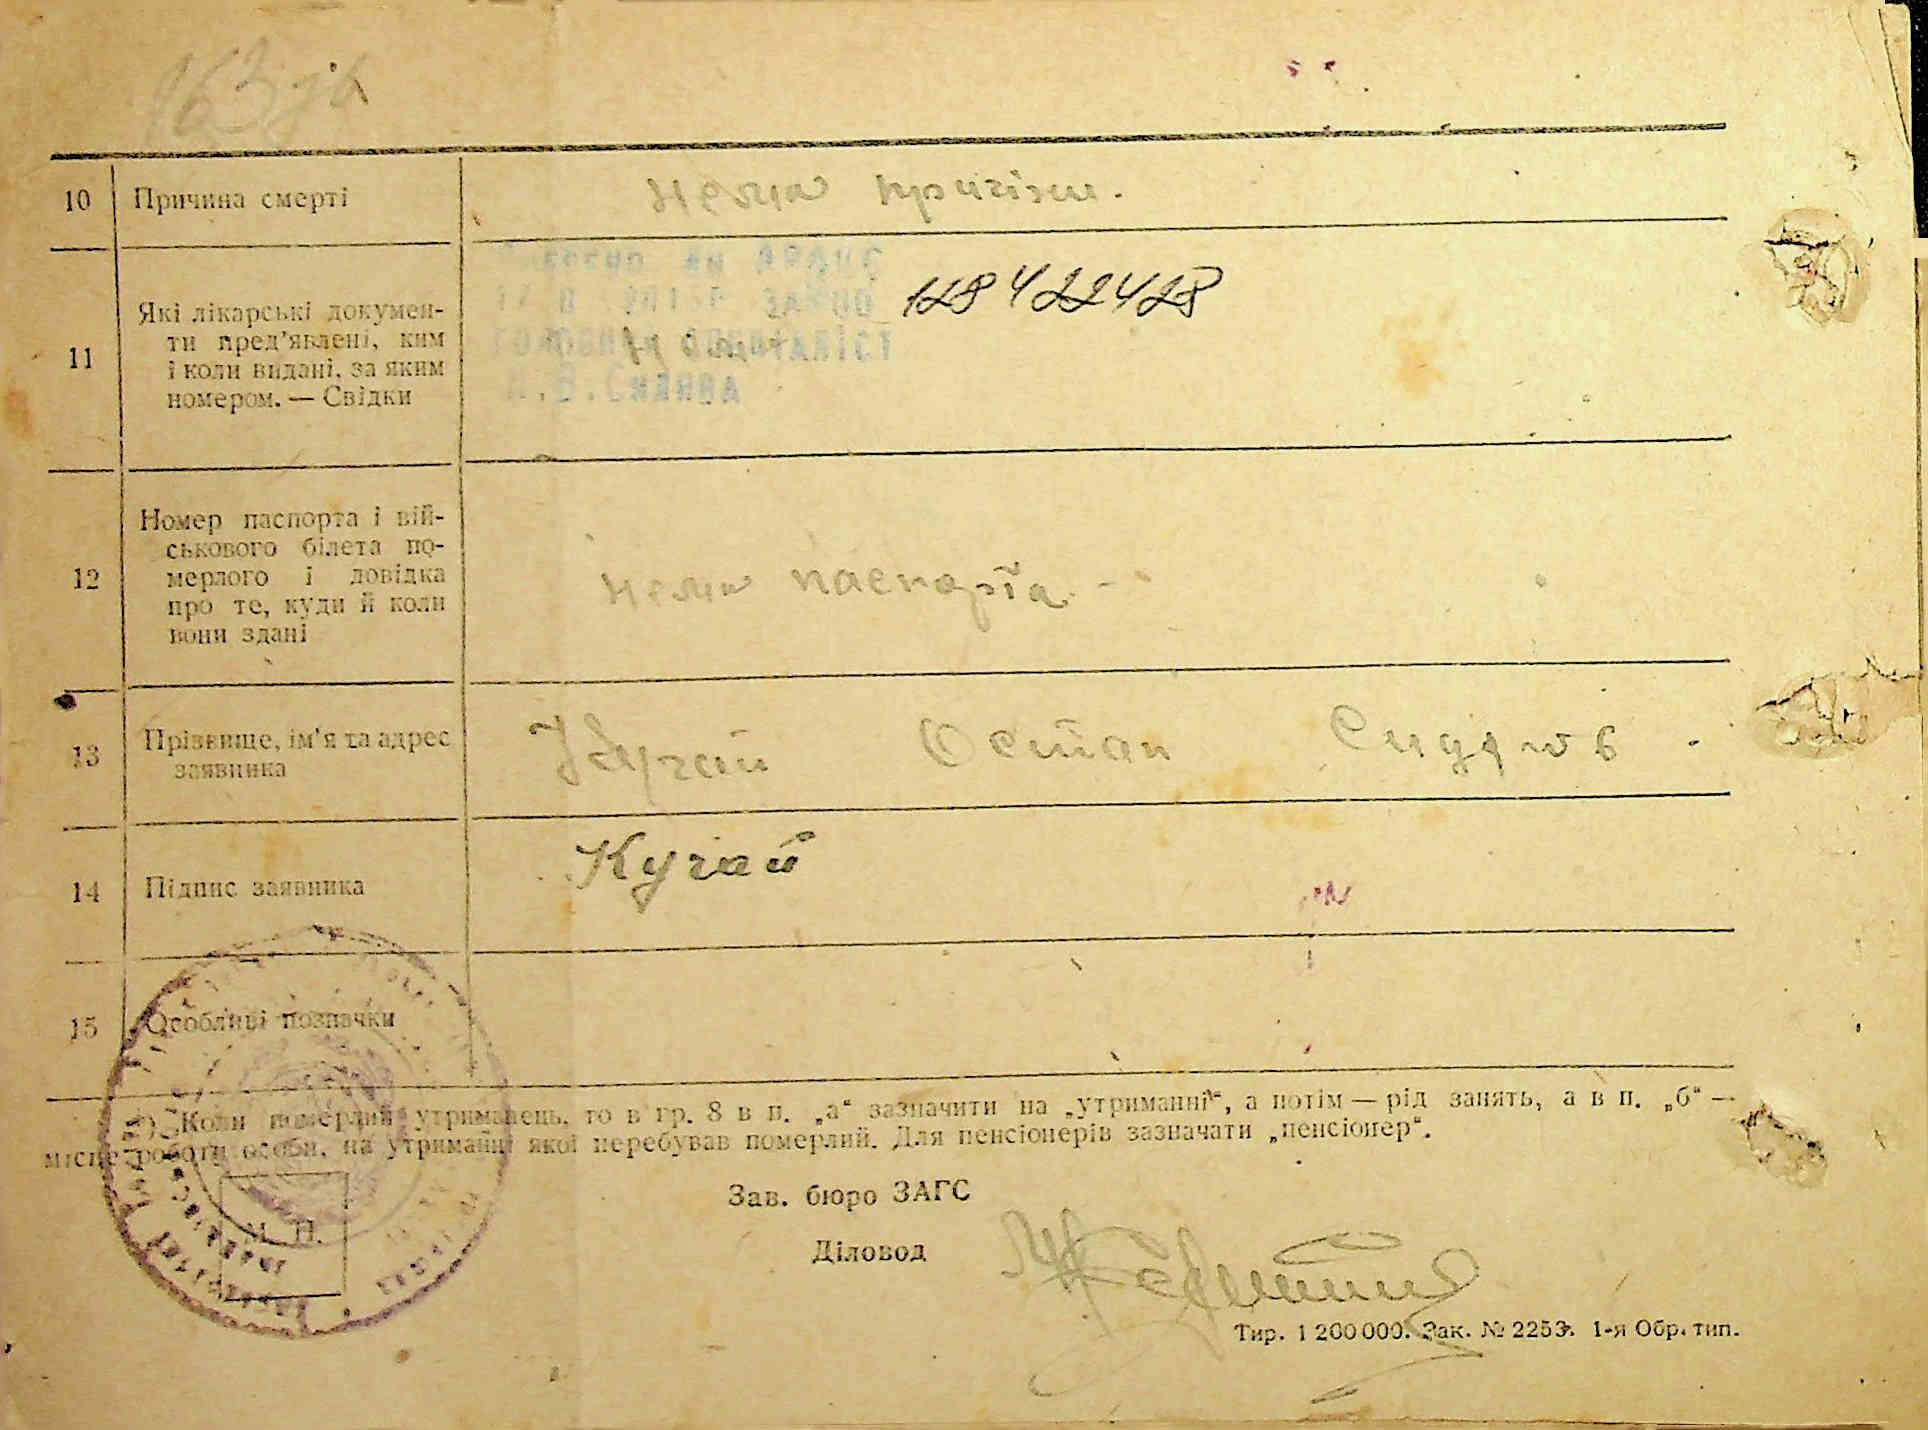 163
10 Причина смерті
нема причіни.
11 Які лікарські докумен-
ти пред’явлені, ким
і коли видані, за яким
номером. — Свідки
128422428
12 Номер паспорта і вій-
ськового білета по-
мерлого і довідка
про те, куди й коли
вони здані
нема паспорта.
13 Прізвище, ім’я та адрес
заявника
Кучай Остап Сидорів
14 Підпис заявника
Кучай
15 Особливі позначки
Коли померлий утриманець, то в гр. 8 в п. „а“ зазначити на „утриманні“, а потім — рід занять, а в п. „б“ —
місце роботи особи, на утриманні якої перебував померлий. Для пенсіонерів зазначати „пенсіонер“.
Зав. бюро ЗАГС
М. П.
Діловод
Тир. 1 200 000. Зак. № 2253. 1-я Обр. тип.